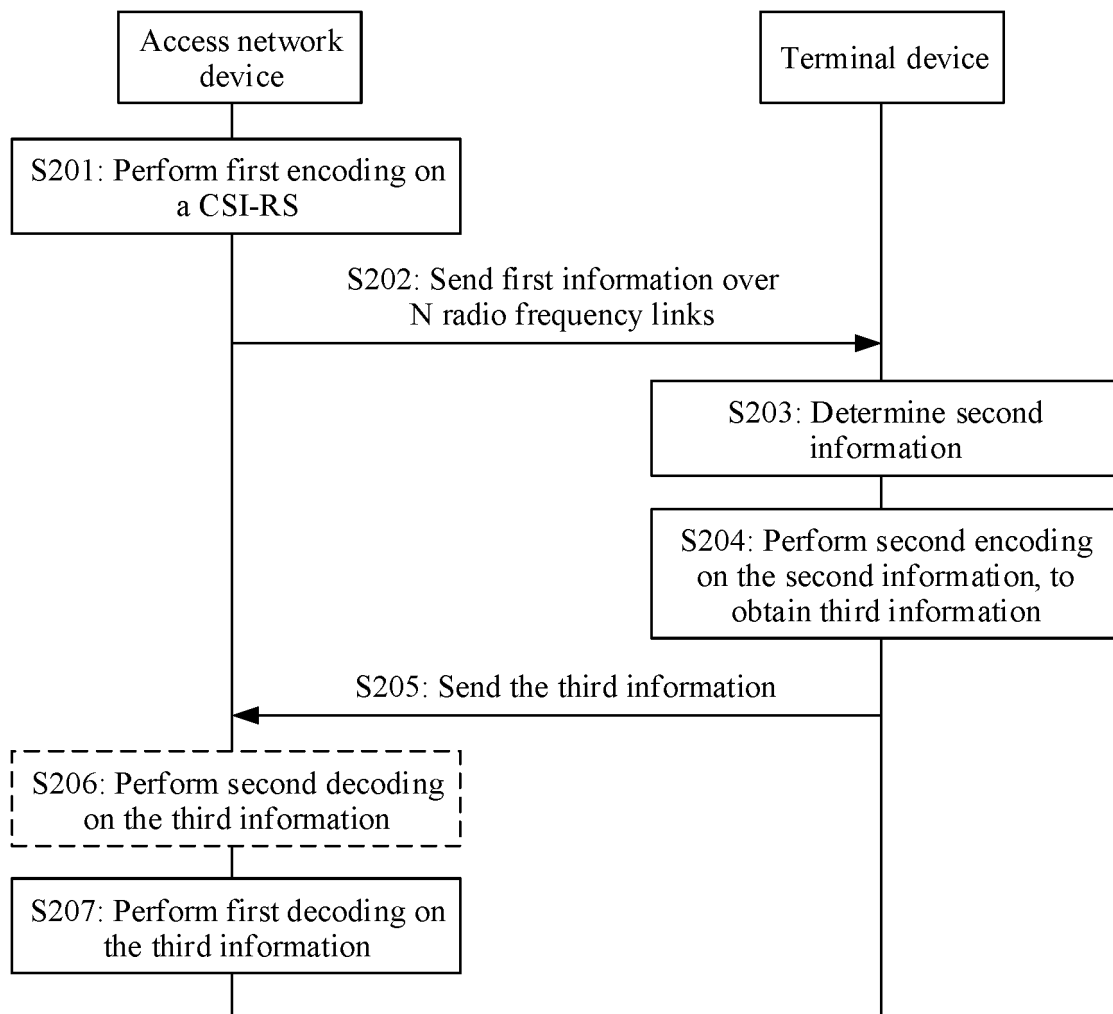 Access network
device
Terminal device
S201: Perform first encoding on
a CSI-RS
S202: Send first information over
N radio frequency links
S203: Determine second
information
S204: Perform second encoding
on the second information, to
obtain third information
S205: Send the third information
S206: Perform second decoding
on the third information
S207: Perform first decoding on
the third information